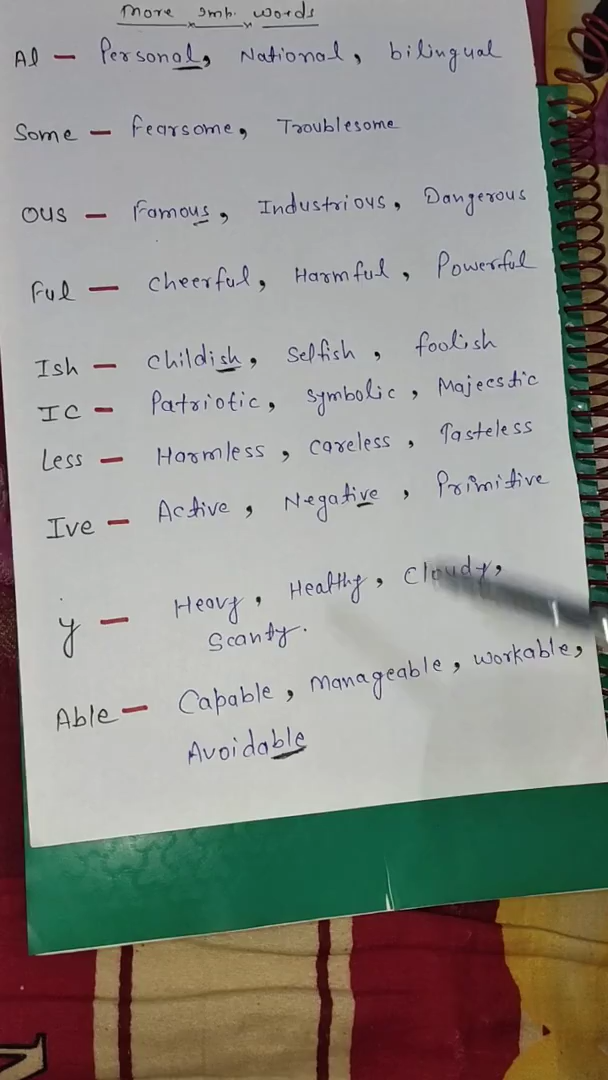 more imp. words
Al – Personal, National, bilingual
Some – Fearsome, Troublesome
OUS – Famous, Industrious, Dangerous
Ful – Cheerful, Harmful, Powerful
Ish – Childish, Selfish, foolish
IC – Patriotic, symbolic, Majecstic
Less – Harmless, careless, Tasteless
Ive – Active, Negative, Primitive
y – Heavy, Healthy, Cloudy,
Scanty.
Able – Capable, Manageable, workable,
Avoidable